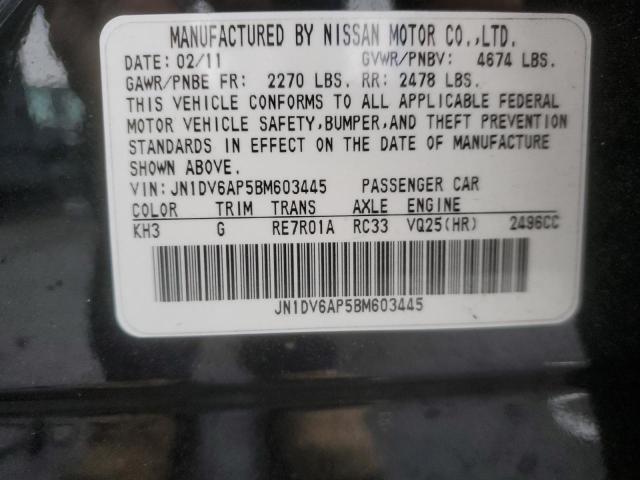 MANUFACTURED BY NISSAN MOTOR CO.,LTD.
DATE: 02/11 GVWR/PNBV: 4674 LBS.
GAWR/PNBE FR: 2270 LBS. RR: 2478 LBS.
THIS VEHICLE CONFORMS TO ALL APPLICABLE FEDERAL
MOTOR VEHICLE SAFETY,BUMPER,AND THEFT PREVENTION
STANDARDS IN EFFECT ON THE DATE OF MANUFACTURE
SHOWN ABOVE.
VIN: JN1DV6AP5BM603445 PASSENGER CAR
COLOR TRIM TRANS AXLE ENGINE
KH3 G RE7R01A RC33 VQ25(HR) 2496CC
JN1DV6AP5BM603445